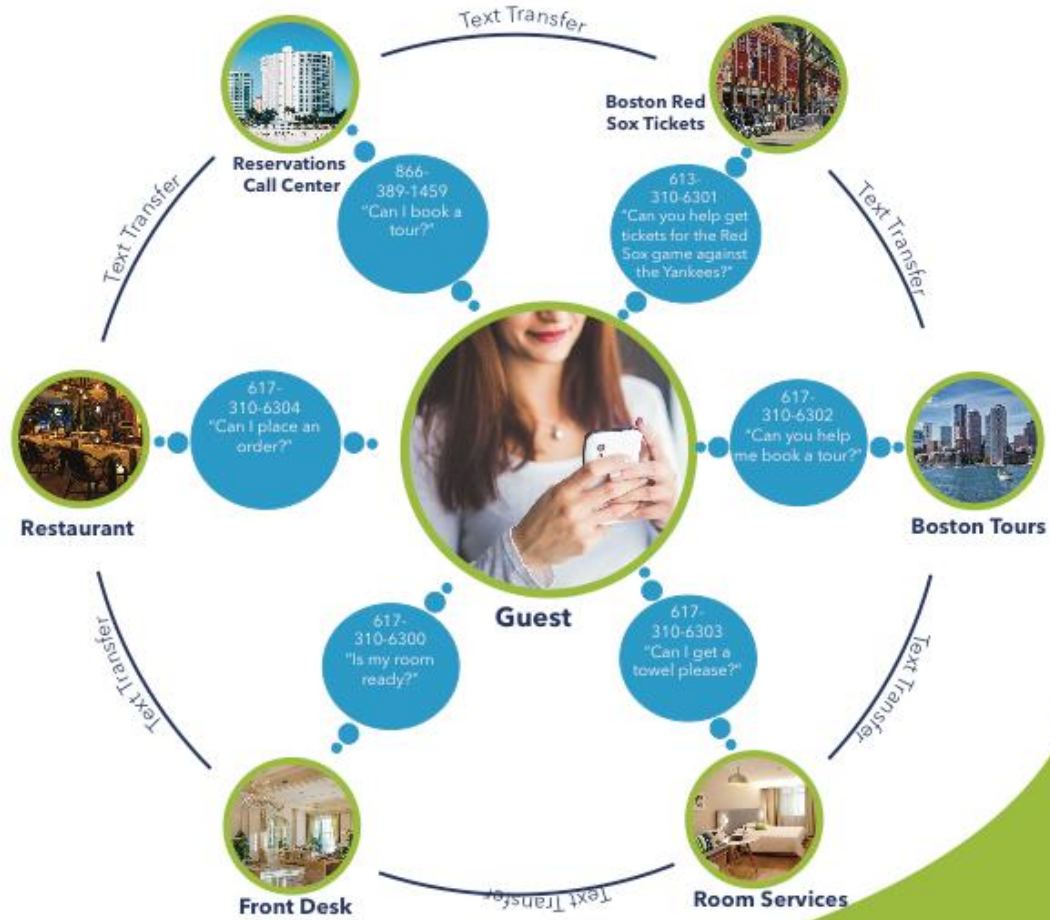 Text Transfer
Reservations
Call Center
Boston Red
Sox Tickets
866-
389-1459
"Can I book a
tour?"
613-
310-6301
"Can you help get
tickets for the Red
Sox game against
the Yankees?"
Text Transfer
Text Transfer
617-
310-6304
"Can I place an
order?"
617-
310-6302
"Can you help
me book a tour?"
Restaurant
Boston Tours
Guest
617-
310-6300
"Is my room
ready?"
617-
310-6303
"Can I get a
towel please?"
Text Transfer
Text Transfer
Front Desk
Text Transfer
Room Services